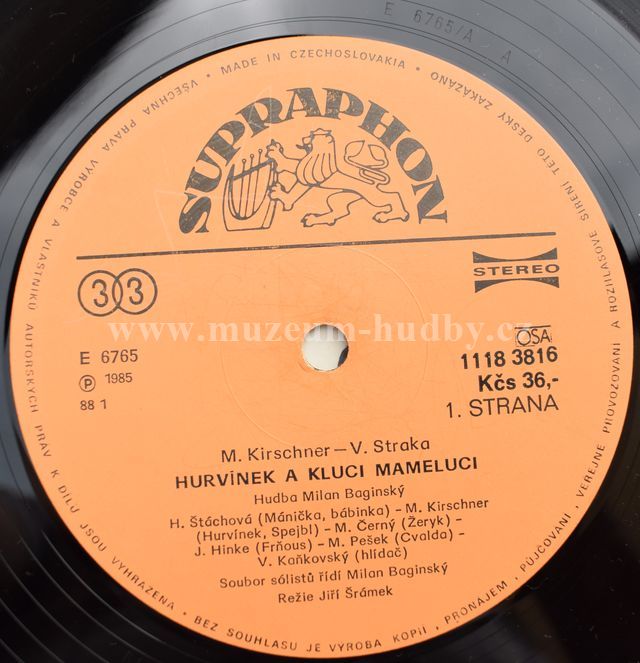 E 6765/A A
VŠECHNA PRÁVA VÝROBCE A VLASTNÍKŮ AUTORSKÝCH PRÁV K DÍLU JSOU VYHRAZENA • BEZ SOUHLASU JE VÝROBA KOPIÍ, PRONÁJEM, PŮJČOVÁNÍ, VEŘEJNÉ PROVOZOVÁNÍ A ROZHLASOVÉ ŠÍŘENÍ TÉTO DESKY ZAKÁZÁNO •
MADE IN CZECHOSLOVAKIA •
SUPRAPHON
33
STEREO
www.muzeum-hudby.cz
E 6765
Ⓟ 1985
88 1
OSA
1118 3816
Kčs 36,-
1. STRANA
M. Kirschner — V. Straka
HURVÍNEK A KLUCI MAMELUCI
Hudba Milan Baginský
H. Štáchová (Mánička, bábinka) - M. Kirschner
(Hurvínek, Spejbl) - M. Černý (Žeryk) -
J. Hinke (Frňous) - M. Pešek (Cvalda) -
V. Kaňkovský (hlídač)
Soubor sólistů řídí Milan Baginský
Režie Jiří Šrámek